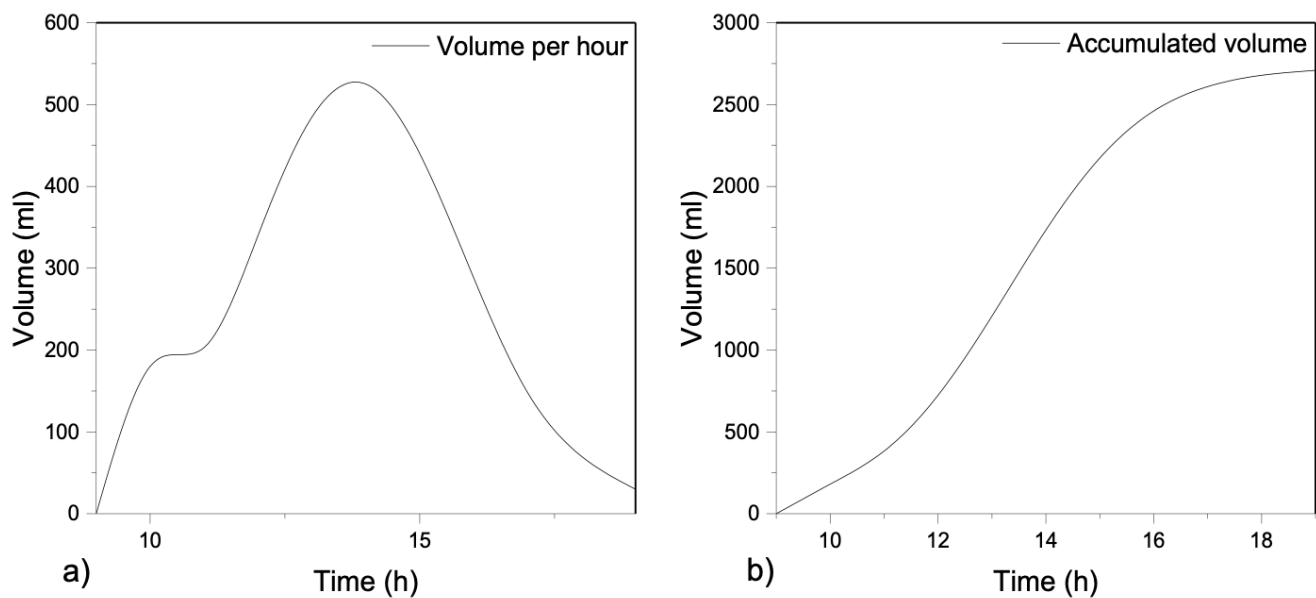 Volume per hour
Volume (ml)
600
500
400
300
200
100
0
10
15
Time (h)
a)
Accumulated volume
Volume (ml)
3000
2500
2000
1500
1000
500
0
10
12
14
16
18
Time (h)
b)